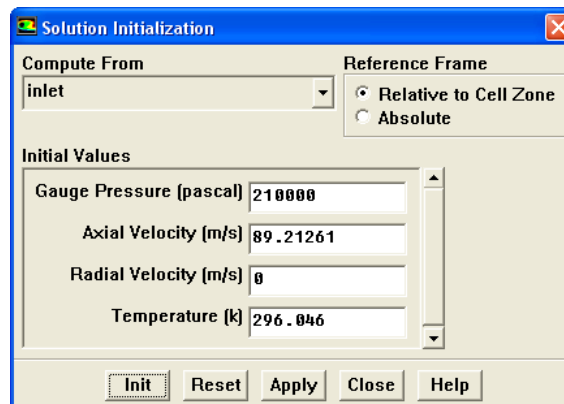 Solution Initialization
Compute From
inlet
Reference Frame
Relative to Cell Zone
Absolute
Initial Values
Gauge Pressure (pascal) 210000
Axial Velocity (m/s) 89.21261
Radial Velocity (m/s) 0
Temperature (k) 296.046
Init Reset Apply Close Help